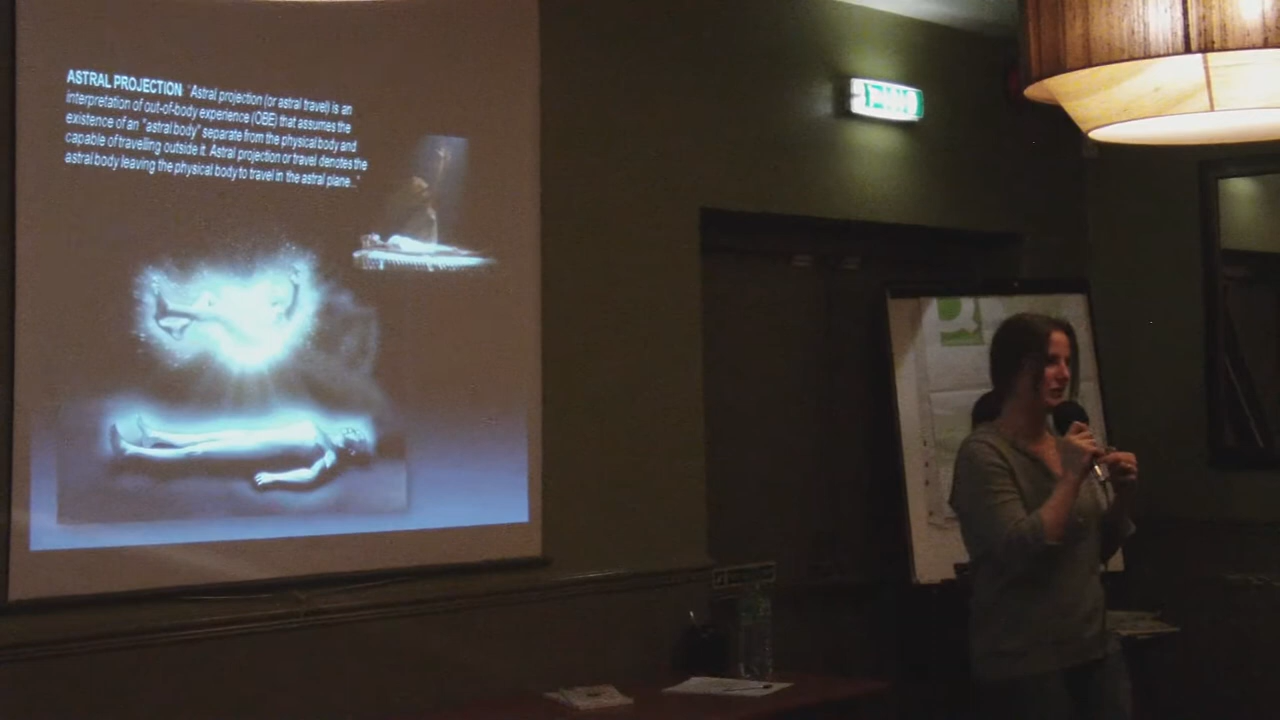 ASTRAL PROJECTION "Astral projection (or astral travel) is an
interpretation of out-of-body experience (OBE) that assumes the
existence of an "astral body" separate from the physical body and
capable of travelling outside it. Astral projection or travel denotes the
astral body leaving the physical body to travel in the astral plane..."